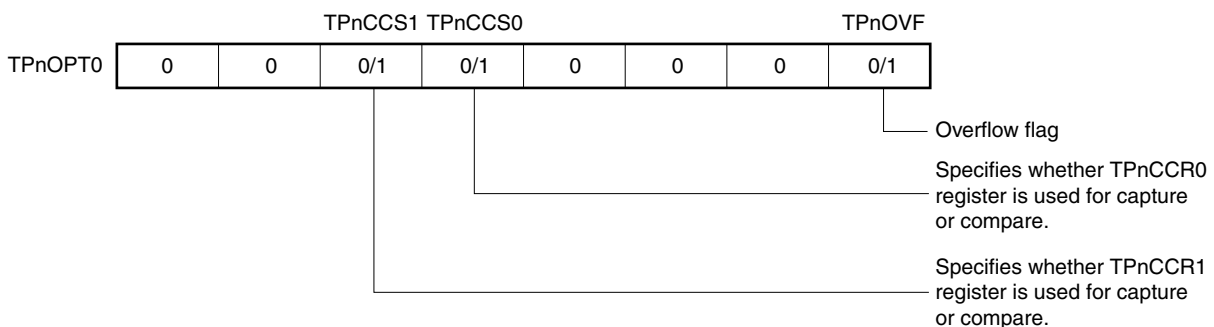 TPnCCS1 TPnCCS0 TPnOVF
TPnOPT0 0 0 0/1 0/1 0 0 0 0/1
Overflow flag
Specifies whether TPnCCR0
register is used for capture
or compare.
Specifies whether TPnCCR1
register is used for capture
or compare.